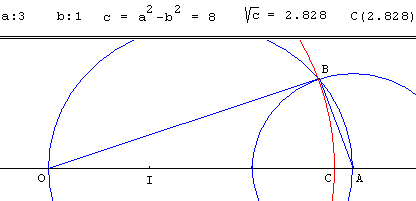 a:3 b:1 c = a²-b² = 8 √c = 2.828 C(2.828)
B
O I C A